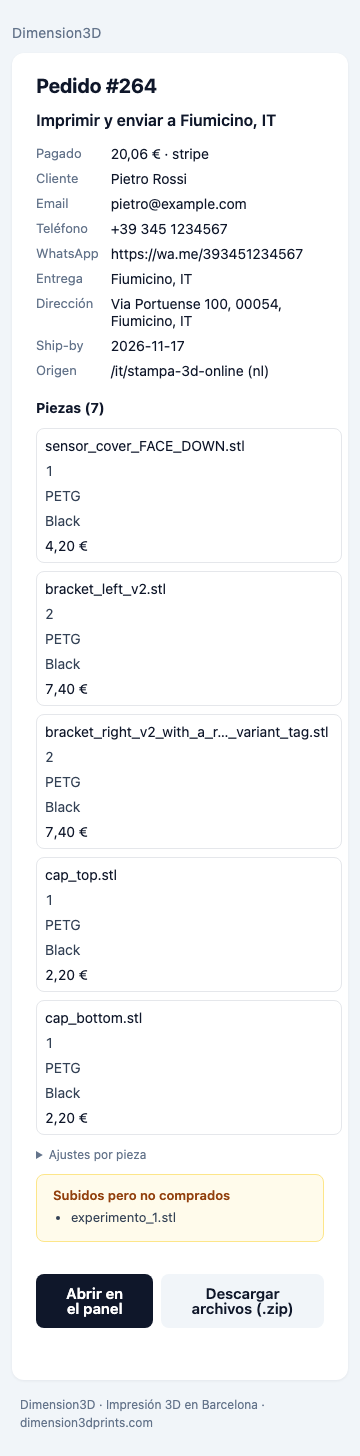 Dimension3D
Pedido #264
Imprimir y enviar a Fiumicino, IT
Pagado 20,06 € · stripe
Cliente Pietro Rossi
Email pietro@example.com
Teléfono +39 345 1234567
WhatsApp https://wa.me/393451234567
Entrega Fiumicino, IT
Dirección Via Portuense 100, 00054,
Fiumicino, IT
Ship-by 2026-11-17
Origen /it/stampa-3d-online (nl)
Piezas (7)
sensor_cover_FACE_DOWN.stl
1
PETG
Black
4,20 €
bracket_left_v2.stl
2
PETG
Black
7,40 €
bracket_right_v2_with_a_r..._variant_tag.stl
2
PETG
Black
7,40 €
cap_top.stl
1
PETG
Black
2,20 €
cap_bottom.stl
1
PETG
Black
2,20 €
▶ Ajustes por pieza
Subidos pero no comprados
• experimento_1.stl
Abrir en
el panel
Descargar
archivos (.zip)
Dimension3D · Impresión 3D en Barcelona ·
dimension3dprints.com